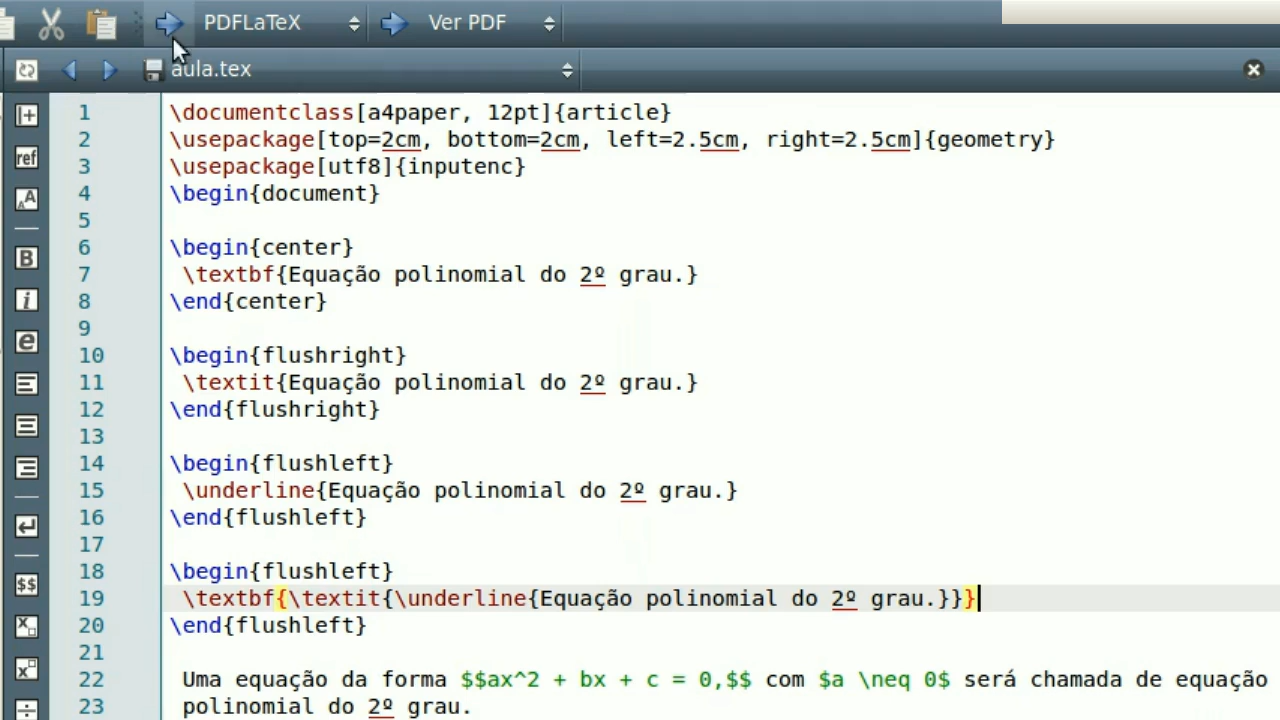 PDFLaTeX Ver PDF
aula.tex
1 \documentclass[a4paper, 12pt]{article}
2 \usepackage[top=2cm, bottom=2cm, left=2.5cm, right=2.5cm]{geometry}
3 \usepackage[utf8]{inputenc}
4 \begin{document}
5
6 \begin{center}
7 \textbf{Equação polinomial do 2º grau.}
8 \end{center}
9
10 \begin{flushright}
11 \textit{Equação polinomial do 2º grau.}
12 \end{flushright}
13
14 \begin{flushleft}
15 \underline{Equação polinomial do 2º grau.}
16 \end{flushleft}
17
18 \begin{flushleft}
19 \textbf{\textit{\underline{Equação polinomial do 2º grau.}}}
20 \end{flushleft}
21
22 Uma equação da forma $$ax^2 + bx + c = 0,$$ com $a \neq 0$ será chamada de equação
23 polinomial do 2º grau.
ref
B
i
e
$$